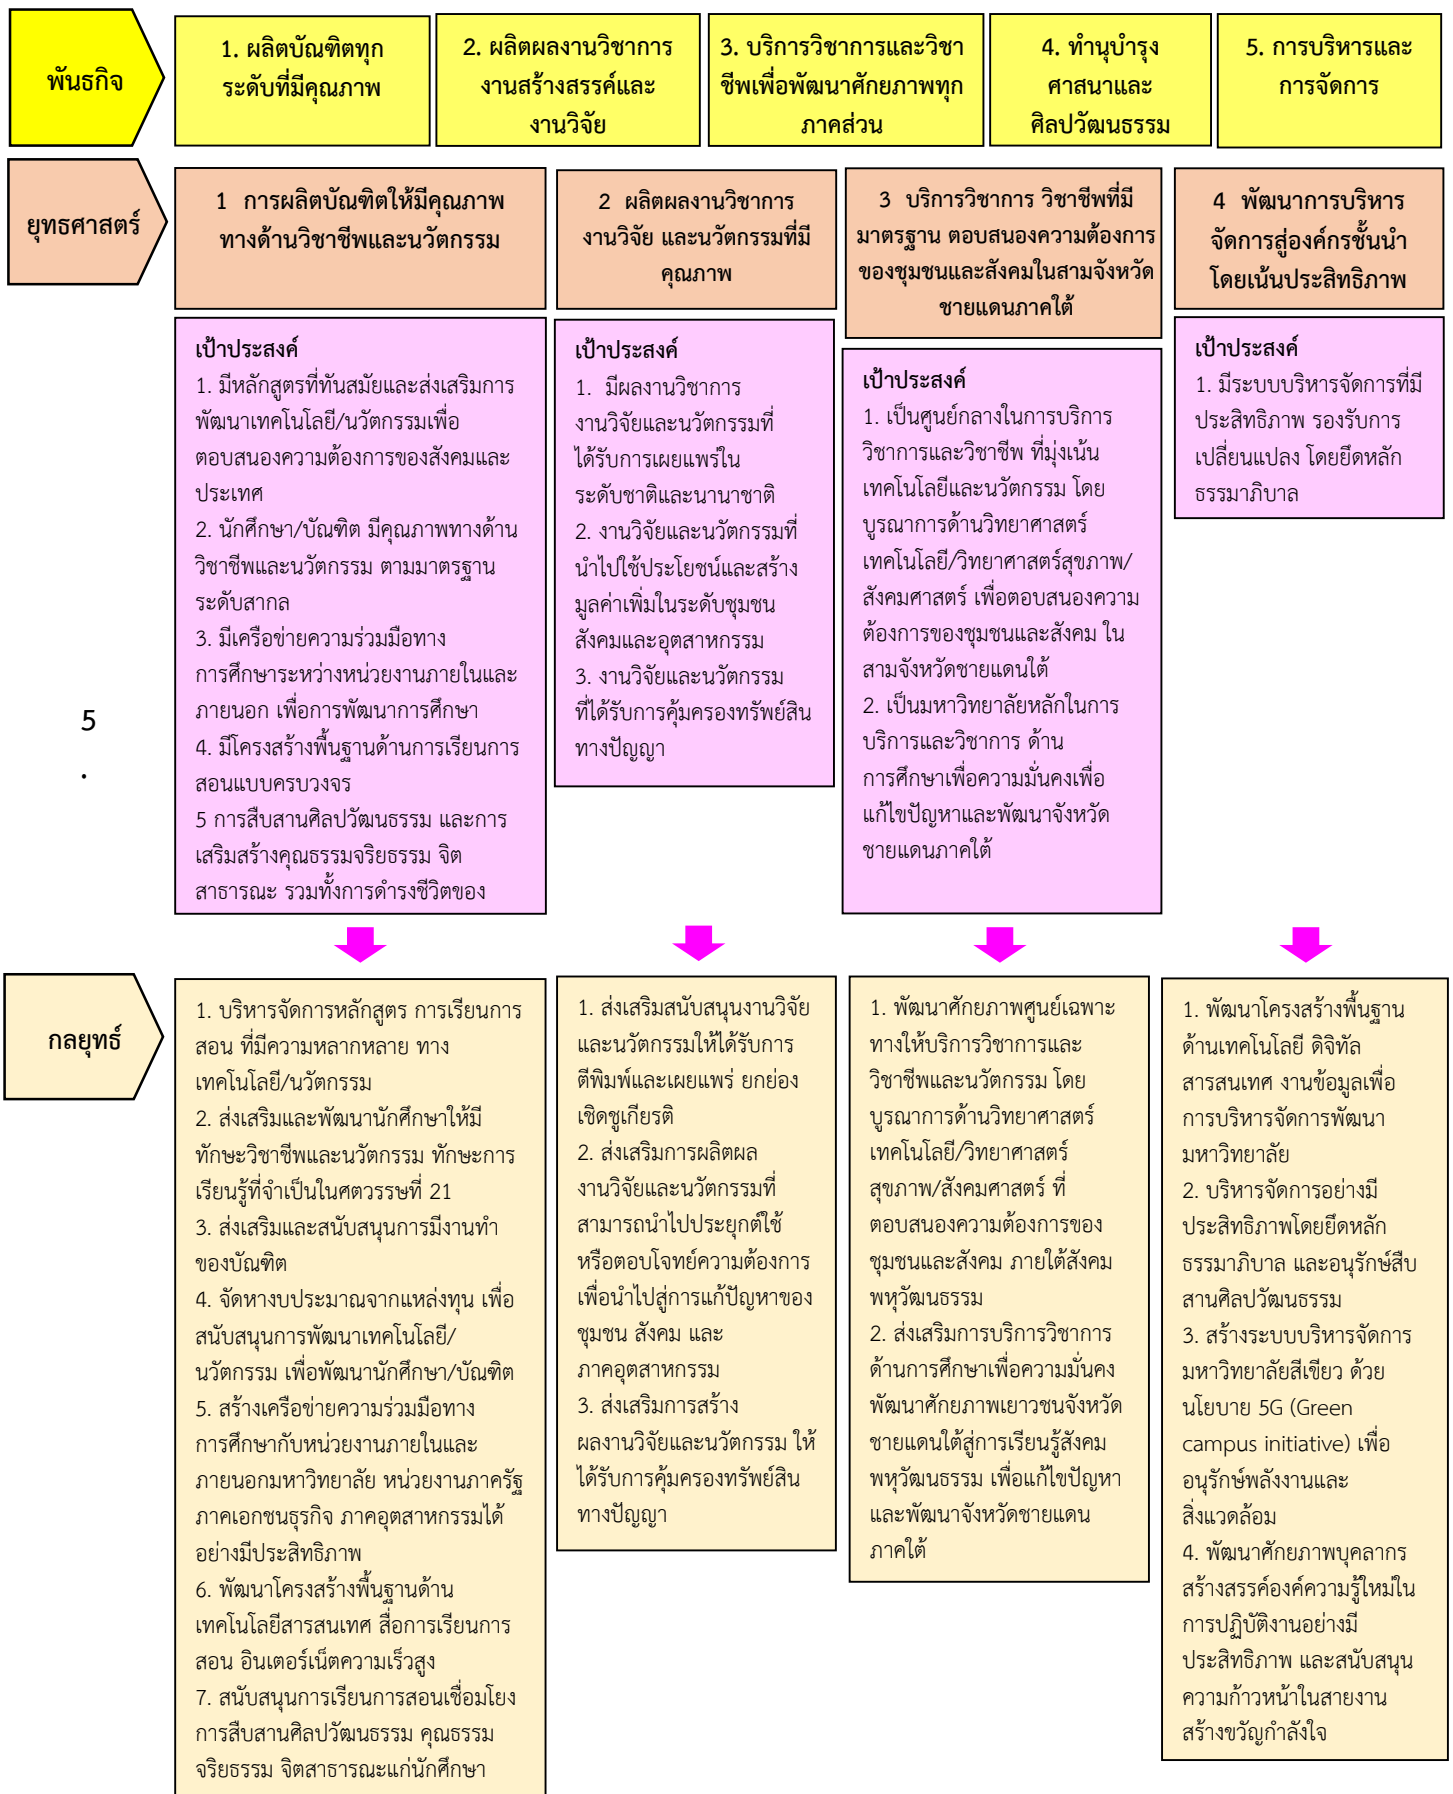 พันธกิจ
1. ผลิตบัณฑิตทุก
ระดับที่มีคุณภาพ
2. ผลิตผลงานวิชาการ
งานสร้างสรรค์และ
งานวิจัย
3. บริการวิชาการและวิชา
ชีพเพื่อพัฒนาศักยภาพทุก
ภาคส่วน
4. ทำนุบำรุง
ศาสนาและ
ศิลปวัฒนธรรม
5. การบริหารและ
การจัดการ
ยุทธศาสตร์
1 การผลิตบัณฑิตให้มีคุณภาพ
ทางด้านวิชาชีพและนวัตกรรม
2 ผลิตผลงานวิชาการ
งานวิจัย และนวัตกรรมที่มี
คุณภาพ
3 บริการวิชาการ วิชาชีพที่มี
มาตรฐาน ตอบสนองความต้องการ
ของชุมชนและสังคมในสามจังหวัด
ชายแดนภาคใต้
4 พัฒนาการบริหาร
จัดการสู่องค์กรชั้นนำ
โดยเน้นประสิทธิภาพ
เป้าประสงค์
1. มีหลักสูตรที่ทันสมัยและส่งเสริมการ
พัฒนาเทคโนโลยี/นวัตกรรมเพื่อ
ตอบสนองความต้องการของสังคมและ
ประเทศ
2. นักศึกษา/บัณฑิต มีคุณภาพทางด้าน
วิชาชีพและนวัตกรรม ตามมาตรฐาน
ระดับสากล
3. มีเครือข่ายความร่วมมือทาง
การศึกษาระหว่างหน่วยงานภายในและ
ภายนอก เพื่อการพัฒนาการศึกษา
4. มีโครงสร้างพื้นฐานด้านการเรียนการ
สอนแบบครบวงจร
5 การสืบสานศิลปวัฒนธรรม และการ
เสริมสร้างคุณธรรมจริยธรรม จิต
สาธารณะ รวมทั้งการดำรงชีวิตของ
เป้าประสงค์
1. มีผลงานวิชาการ
งานวิจัยและนวัตกรรมที่
ได้รับการเผยแพร่ใน
ระดับชาติและนานาชาติ
2. งานวิจัยและนวัตกรรมที่
นำไปใช้ประโยชน์และสร้าง
มูลค่าเพิ่มในระดับชุมชน
สังคมและอุตสาหกรรม
3. งานวิจัยและนวัตกรรม
ที่ได้รับการคุ้มครองทรัพย์สิน
ทางปัญญา
เป้าประสงค์
1. เป็นศูนย์กลางในการบริการ
วิชาการและวิชาชีพ ที่มุ่งเน้น
เทคโนโลยีและนวัตกรรม โดย
บูรณาการด้านวิทยาศาสตร์
เทคโนโลยี/วิทยาศาสตร์สุขภาพ/
สังคมศาสตร์ เพื่อตอบสนองความ
ต้องการของชุมชนและสังคม ใน
สามจังหวัดชายแดนใต้
2. เป็นมหาวิทยาลัยหลักในการ
บริการและวิชาการ ด้าน
การศึกษาเพื่อความมั่นคงเพื่อ
แก้ไขปัญหาและพัฒนาจังหวัด
ชายแดนภาคใต้
เป้าประสงค์
1. มีระบบบริหารจัดการที่มี
ประสิทธิภาพ รองรับการ
เปลี่ยนแปลง โดยยึดหลัก
ธรรมาภิบาล
5
.
กลยุทธ์
1. บริหารจัดการหลักสูตร การเรียนการ
สอน ที่มีความหลากหลาย ทาง
เทคโนโลยี/นวัตกรรม
2. ส่งเสริมและพัฒนานักศึกษาให้มี
ทักษะวิชาชีพและนวัตกรรม ทักษะการ
เรียนรู้ที่จำเป็นในศตวรรษที่ 21
3. ส่งเสริมและสนับสนุนการมีงานทำ
ของบัณฑิต
4. จัดหางบประมาณจากแหล่งทุน เพื่อ
สนับสนุนการพัฒนาเทคโนโลยี/
นวัตกรรม เพื่อพัฒนานักศึกษา/บัณฑิต
5. สร้างเครือข่ายความร่วมมือทาง
การศึกษากับหน่วยงานภายในและ
ภายนอกมหาวิทยาลัย หน่วยงานภาครัฐ
ภาคเอกชนธุรกิจ ภาคอุตสาหกรรมได้
อย่างมีประสิทธิภาพ
6. พัฒนาโครงสร้างพื้นฐานด้าน
เทคโนโลยีสารสนเทศ สื่อการเรียนการ
สอน อินเตอร์เน็ตความเร็วสูง
7. สนับสนุนการเรียนการสอนเชื่อมโยง
การสืบสานศิลปวัฒนธรรม คุณธรรม
จริยธรรม จิตสาธารณะแก่นักศึกษา
1. ส่งเสริมสนับสนุนงานวิจัย
และนวัตกรรมให้ได้รับการ
ตีพิมพ์และเผยแพร่ ยกย่อง
เชิดชูเกียรติ
2. ส่งเสริมการผลิตผล
งานวิจัยและนวัตกรรมที่
สามารถนำไปประยุกต์ใช้
หรือตอบโจทย์ความต้องการ
เพื่อนำไปสู่การแก้ปัญหาของ
ชุมชน สังคม และ
ภาคอุตสาหกรรม
3. ส่งเสริมการสร้าง
ผลงานวิจัยและนวัตกรรม ให้
ได้รับการคุ้มครองทรัพย์สิน
ทางปัญญา
1. พัฒนาศักยภาพศูนย์เฉพาะ
ทางให้บริการวิชาการและ
วิชาชีพและนวัตกรรม โดย
บูรณาการด้านวิทยาศาสตร์
เทคโนโลยี/วิทยาศาสตร์
สุขภาพ/สังคมศาสตร์ ที่
ตอบสนองความต้องการของ
ชุมชนและสังคม ภายใต้สังคม
พหุวัฒนธรรม
2. ส่งเสริมการบริการวิชาการ
ด้านการศึกษาเพื่อความมั่นคง
พัฒนาศักยภาพเยาวชนจังหวัด
ชายแดนใต้สู่การเรียนรู้สังคม
พหุวัฒนธรรม เพื่อแก้ไขปัญหา
และพัฒนาจังหวัดชายแดน
ภาคใต้
1. พัฒนาโครงสร้างพื้นฐาน
ด้านเทคโนโลยี ดิจิทัล
สารสนเทศ งานข้อมูลเพื่อ
การบริหารจัดการพัฒนา
มหาวิทยาลัย
2. บริหารจัดการอย่างมี
ประสิทธิภาพโดยยึดหลัก
ธรรมาภิบาล และอนุรักษ์สืบ
สานศิลปวัฒนธรรม
3. สร้างระบบบริหารจัดการ
มหาวิทยาลัยสีเขียว ด้วย
นโยบาย 5G (Green
campus initiative) เพื่อ
อนุรักษ์พลังงานและ
สิ่งแวดล้อม
4. พัฒนาศักยภาพบุคลากร
สร้างสรรค์องค์ความรู้ใหม่ใน
การปฏิบัติงานอย่างมี
ประสิทธิภาพ และสนับสนุน
ความก้าวหน้าในสายงาน
สร้างขวัญกำลังใจ